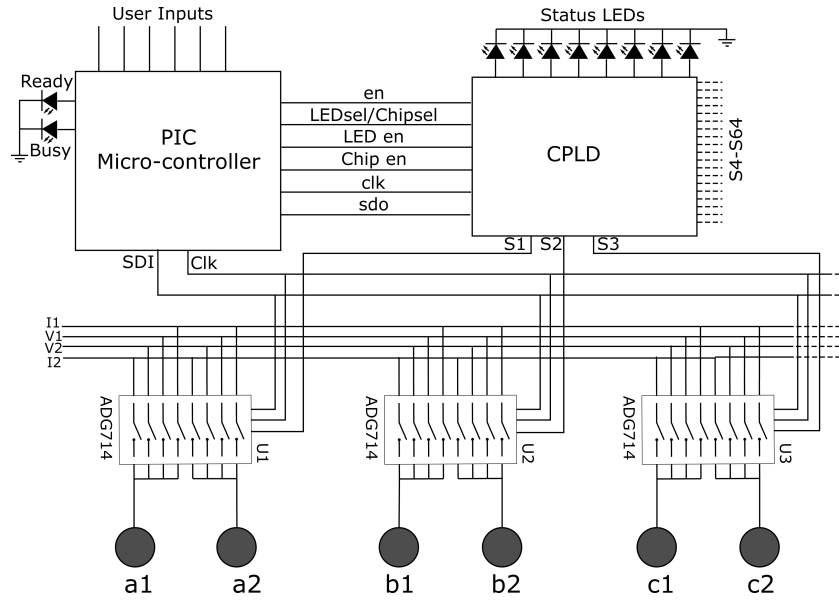 User Inputs
Status LEDs
Ready
Busy
PIC
Micro-controller
en
LEDsel/Chipsel
LED en
Chip en
clk
sdo
CPLD
S4-S64
S1 S2 S3
SDI Clk
I1
V1
V2
I2
ADG714
U1
ADG714
U2
ADG714
U3
a1 a2 b1 b2 c1 c2